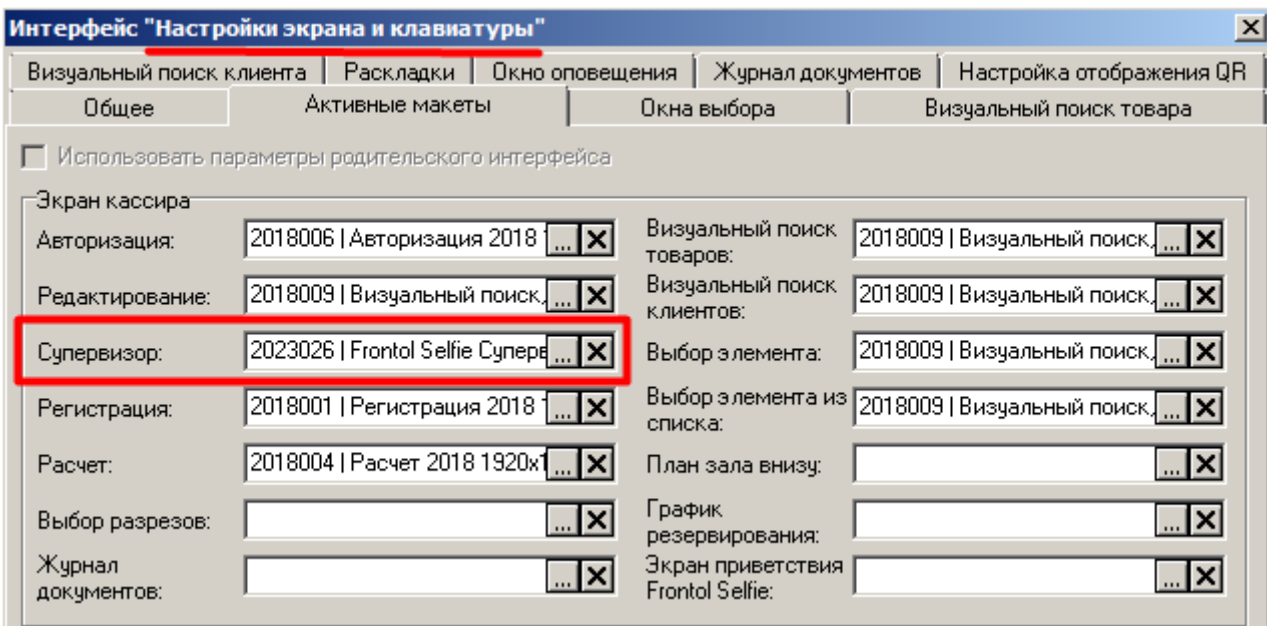 Интерфейс "Настройки экрана и клавиатуры"
Визуальный поиск клиента Раскладки Окно оповещения Журнал документов Настройка отображения QR
Общее Активные макеты Окна выбора Визуальный поиск товара
Использовать параметры родительского интерфейса
Экран кассира
Авторизация: 2018006 | Авторизация 2018 ...
Редактирование: 2018009 | Визуальный поиск, ...
Супервизор: 2023026 | Frontol Selfie ...
Регистрация: 2018001 | Регистрация 2018 ...
Расчет: 2018004 | Расчет 2018 ...
Выбор разрезов: ...
Журнал
документов: ...
Визуальный поиск
товаров: 2018009 | Визуальный поиск, ...
Визуальный поиск
клиентов: 2018009 | Визуальный поиск, ...
Выбор элемента: 2018009 | Визуальный поиск, ...
Выбор элемента из
списка: 2018009 | Визуальный поиск, ...
План зала внизу: ...
График
резервирования: ...
Экран приветствия
Frontol Selfie: ...